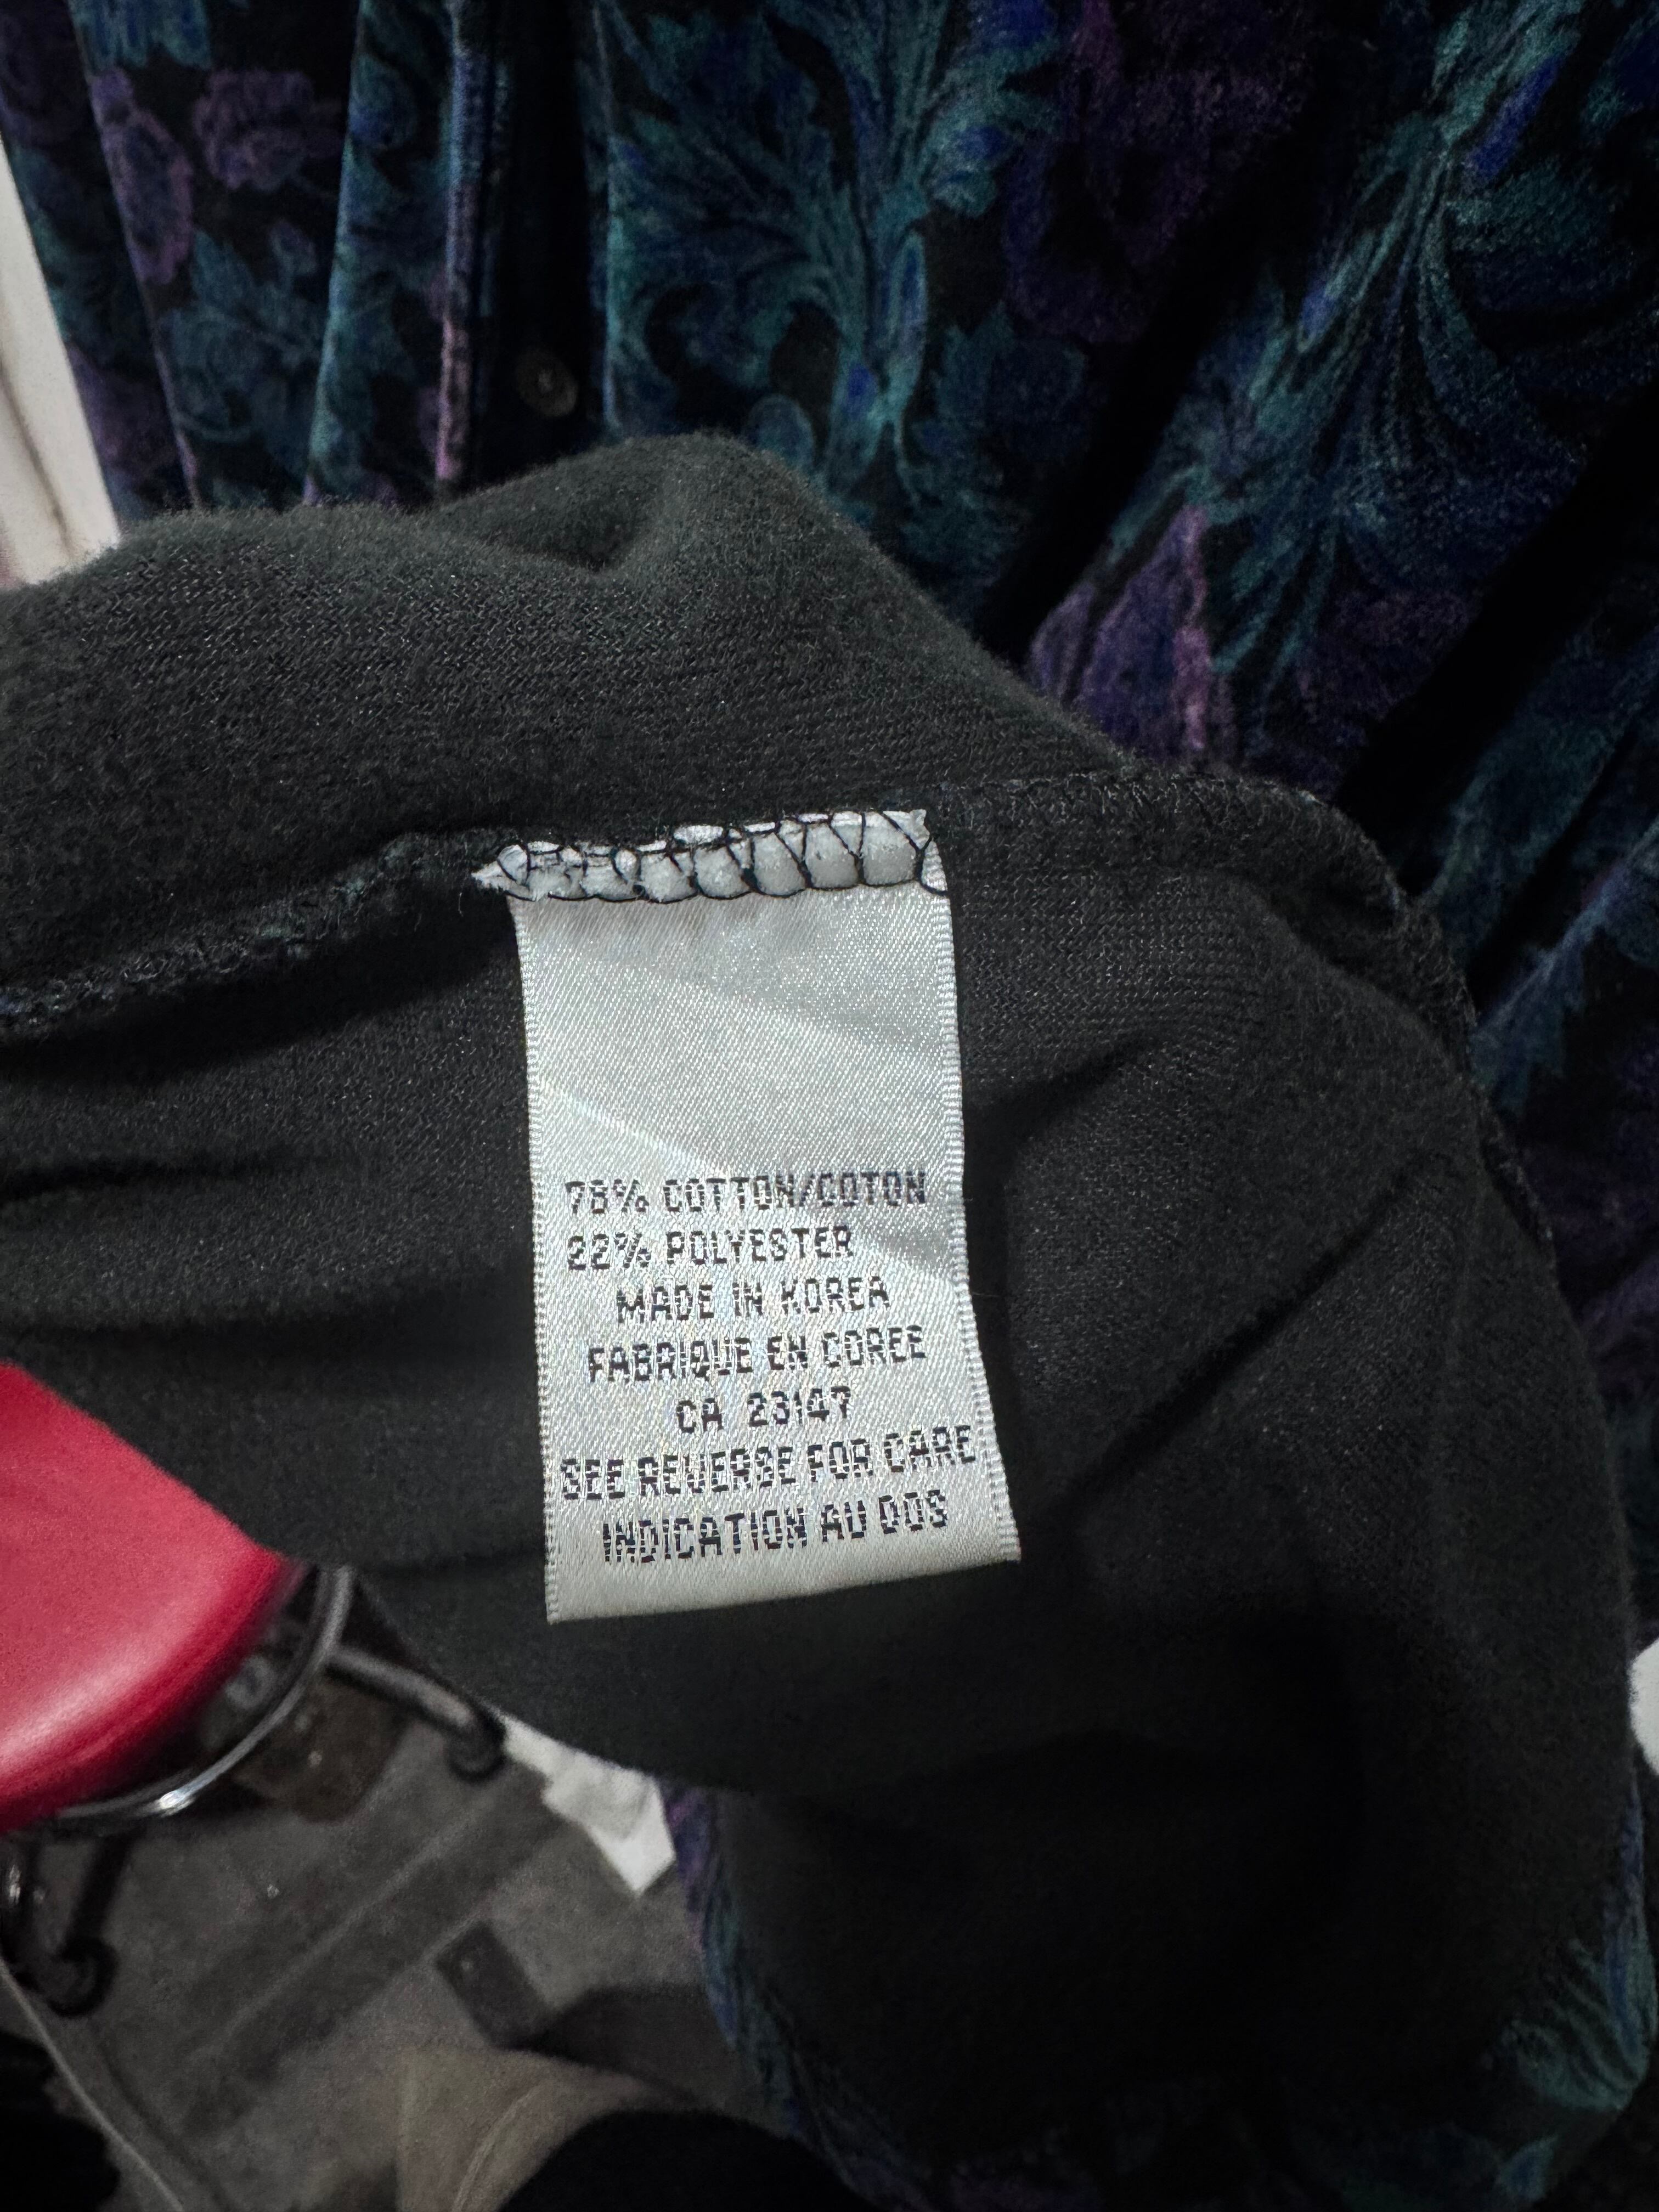 78% COTTON/COTON
22% POLYESTER
MADE IN KOREA
FABRIQUE EN COREE
CA 23147
SEE REVERSE FOR CARE
INDICATION AU DOS